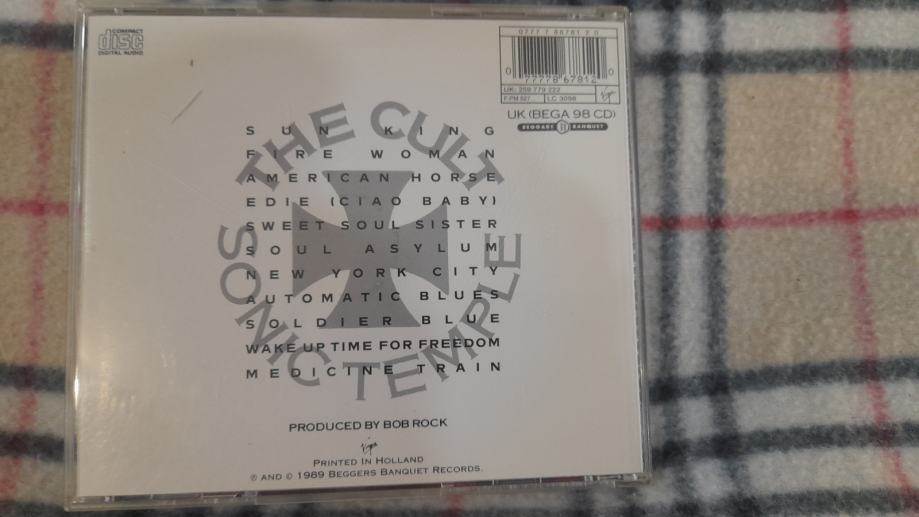 COMPACT
disc
DIGITAL AUDIO
0777 7 86781 2 0
0 77778 67812 0
UK: 259 779 222
LC 3098
Virgin
UK (BEGA 98 CD)
BEGGARS BANQUET
THE CULT
SONIC TEMPLE
SUN KING
FIRE WOMAN
AMERICAN HORSE
EDIE (CIAO BABY)
SWEET SOUL SISTER
SOUL ASYLUM
NEW YORK CITY
AUTOMATIC BLUES
SOLDIER BLUE
WAKE UP TIME FOR FREEDOM
MEDICINE TRAIN
PRODUCED BY BOB ROCK
Virgin
PRINTED IN HOLLAND
℗ AND © 1989 BEGGERS BANQUET RECORDS.